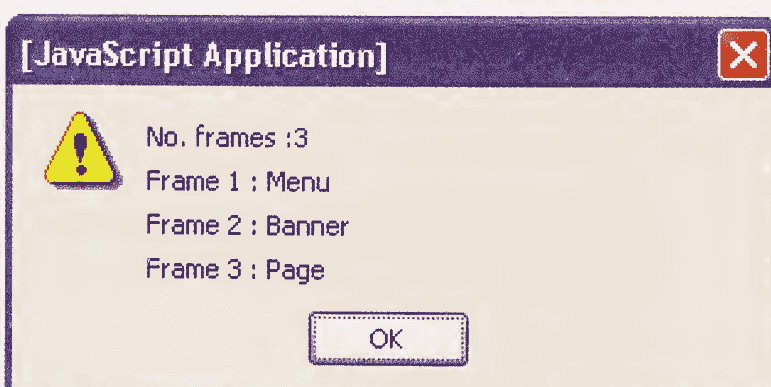 [JavaScript Application]
No. frames :3
Frame 1 : Menu
Frame 2 : Banner
Frame 3 : Page
OK